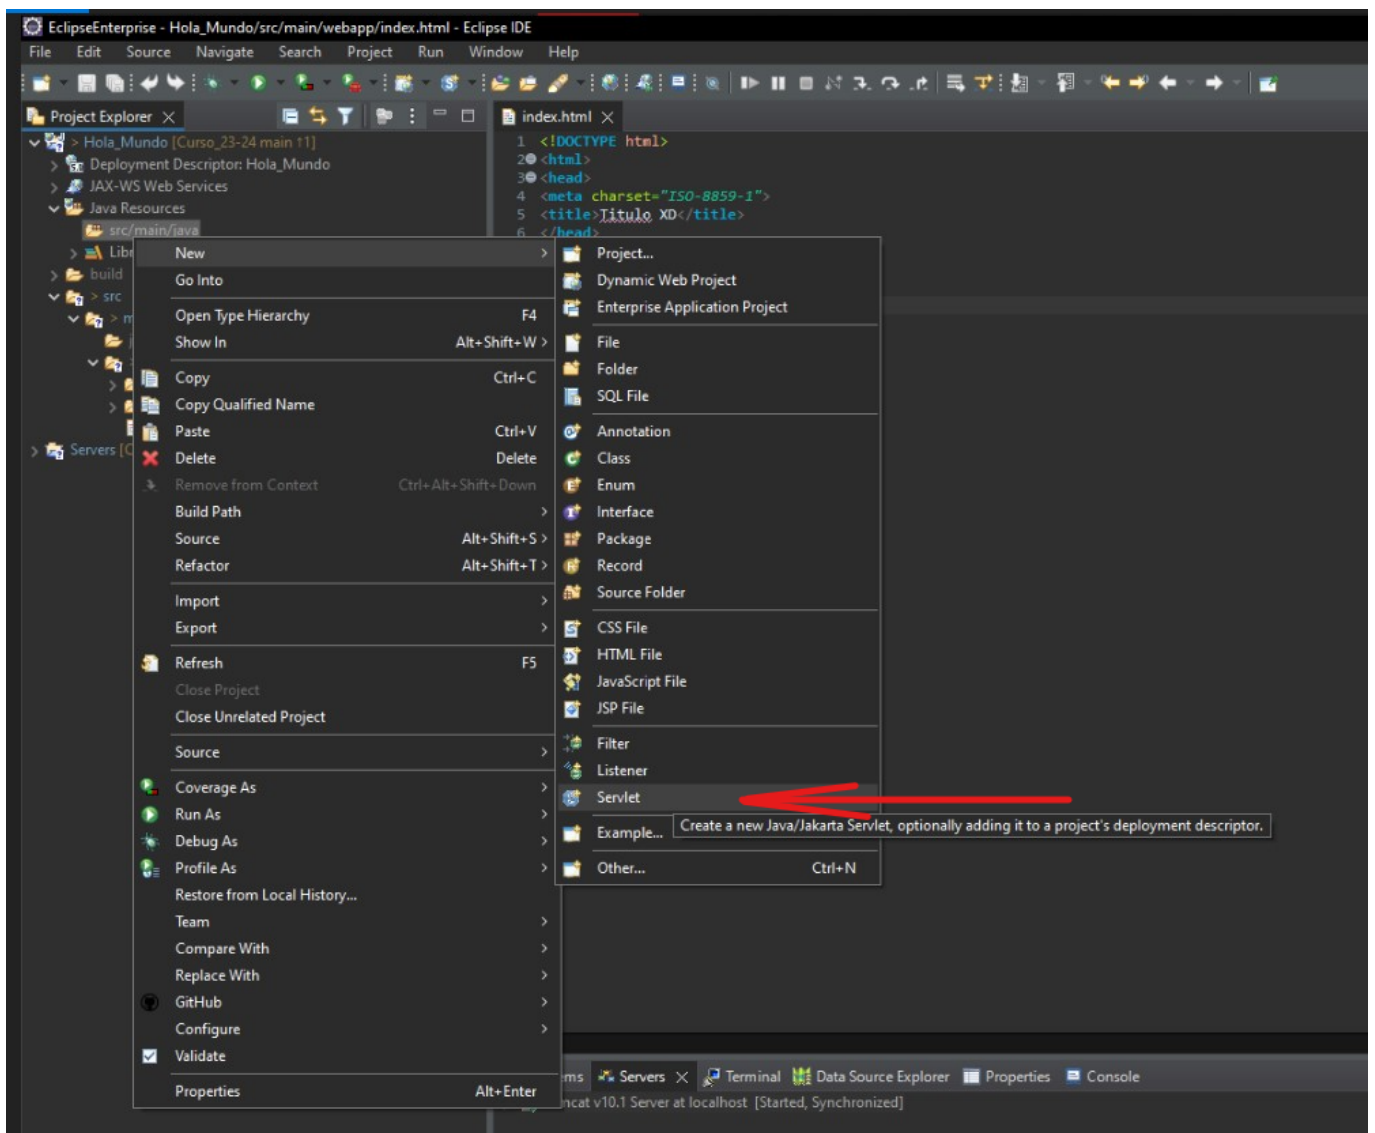 EclipseEnterprise - Hola_Mundo/src/main/webapp/index.html - Eclipse IDE
File Edit Source Navigate Search Project Run Window Help
Project Explorer
index.html
> Hola_Mundo [Curso_23-24 main ↑1]
Deployment Descriptor: Hola_Mundo
JAX-WS Web Services
Java Resources
src/main/java
build
> src
Servers
1 <!DOCTYPE html>
2 <html>
3 <head>
4 <meta charset="ISO-8859-1">
5 <title>Titulo XD</title>
6 </head>
New
Go Into
Open Type Hierarchy F4
Show In Alt+Shift+W >
Copy Ctrl+C
Copy Qualified Name
Paste Ctrl+V
Delete Delete
Remove from Context Ctrl+Alt+Shift+Down
Build Path
Source Alt+Shift+S >
Refactor Alt+Shift+T >
Import
Export
Refresh F5
Close Project
Close Unrelated Project
Source
Coverage As
Run As
Debug As
Profile As
Restore from Local History...
Team
Compare With
Replace With
GitHub
Configure
Validate
Properties Alt+Enter
Project...
Dynamic Web Project
Enterprise Application Project
File
Folder
SQL File
Annotation
Class
Enum
Interface
Package
Record
Source Folder
CSS File
HTML File
JavaScript File
JSP File
Filter
Listener
Servlet
Create a new Java/Jakarta Servlet, optionally adding it to a project's deployment descriptor.
Example...
Other... Ctrl+N
Servers Terminal Data Source Explorer Properties Console
v10.1 Server at localhost [Started, Synchronized]